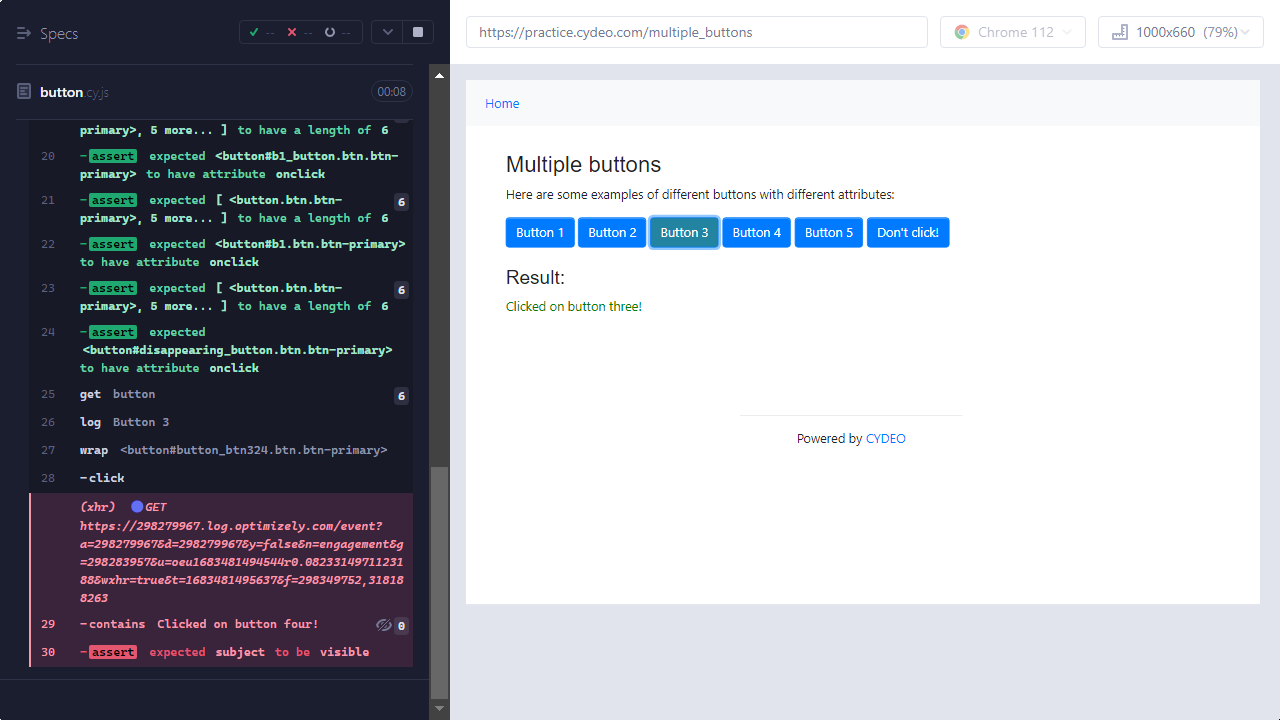 Specs
--
--
--
https://practice.cydeo.com/multiple_buttons
Chrome 112
1000x660 (79%)
button.cy.js
00:08
primary>, 5 more... ] to have a length of 6
20 -assert expected <button#b1_button.btn.btn-
primary> to have attribute onclick
21 -assert expected [ <button.btn.btn- 6
primary>, 5 more... ] to have a length of 6
22 -assert expected <button#b1.btn.btn-primary>
to have attribute onclick
23 -assert expected [ <button.btn.btn- 6
primary>, 5 more... ] to have a length of 6
24 -assert expected
<button#disappearing_button.btn.btn-primary>
to have attribute onclick
25 get button 6
26 log Button 3
27 wrap <button#button_btn324.btn.btn-primary>
28 -click
(xhr) GET
https://298279967.log.optimizely.com/event?
a=298279967&d=298279967&y=false&n=engagement&g
=298283957&u=oeu1683481494544r0.0823314971123 1
88&wxhr=true&t=1683481495637&f=298349752,31818
8263
29 -contains Clicked on button four! 0
30 -assert expected subject to be visible
Home
Multiple buttons
Here are some examples of different buttons with different attributes:
Button 1 Button 2 Button 3 Button 4 Button 5 Don't click!
Result:
Clicked on button three!
Powered by CYDEO